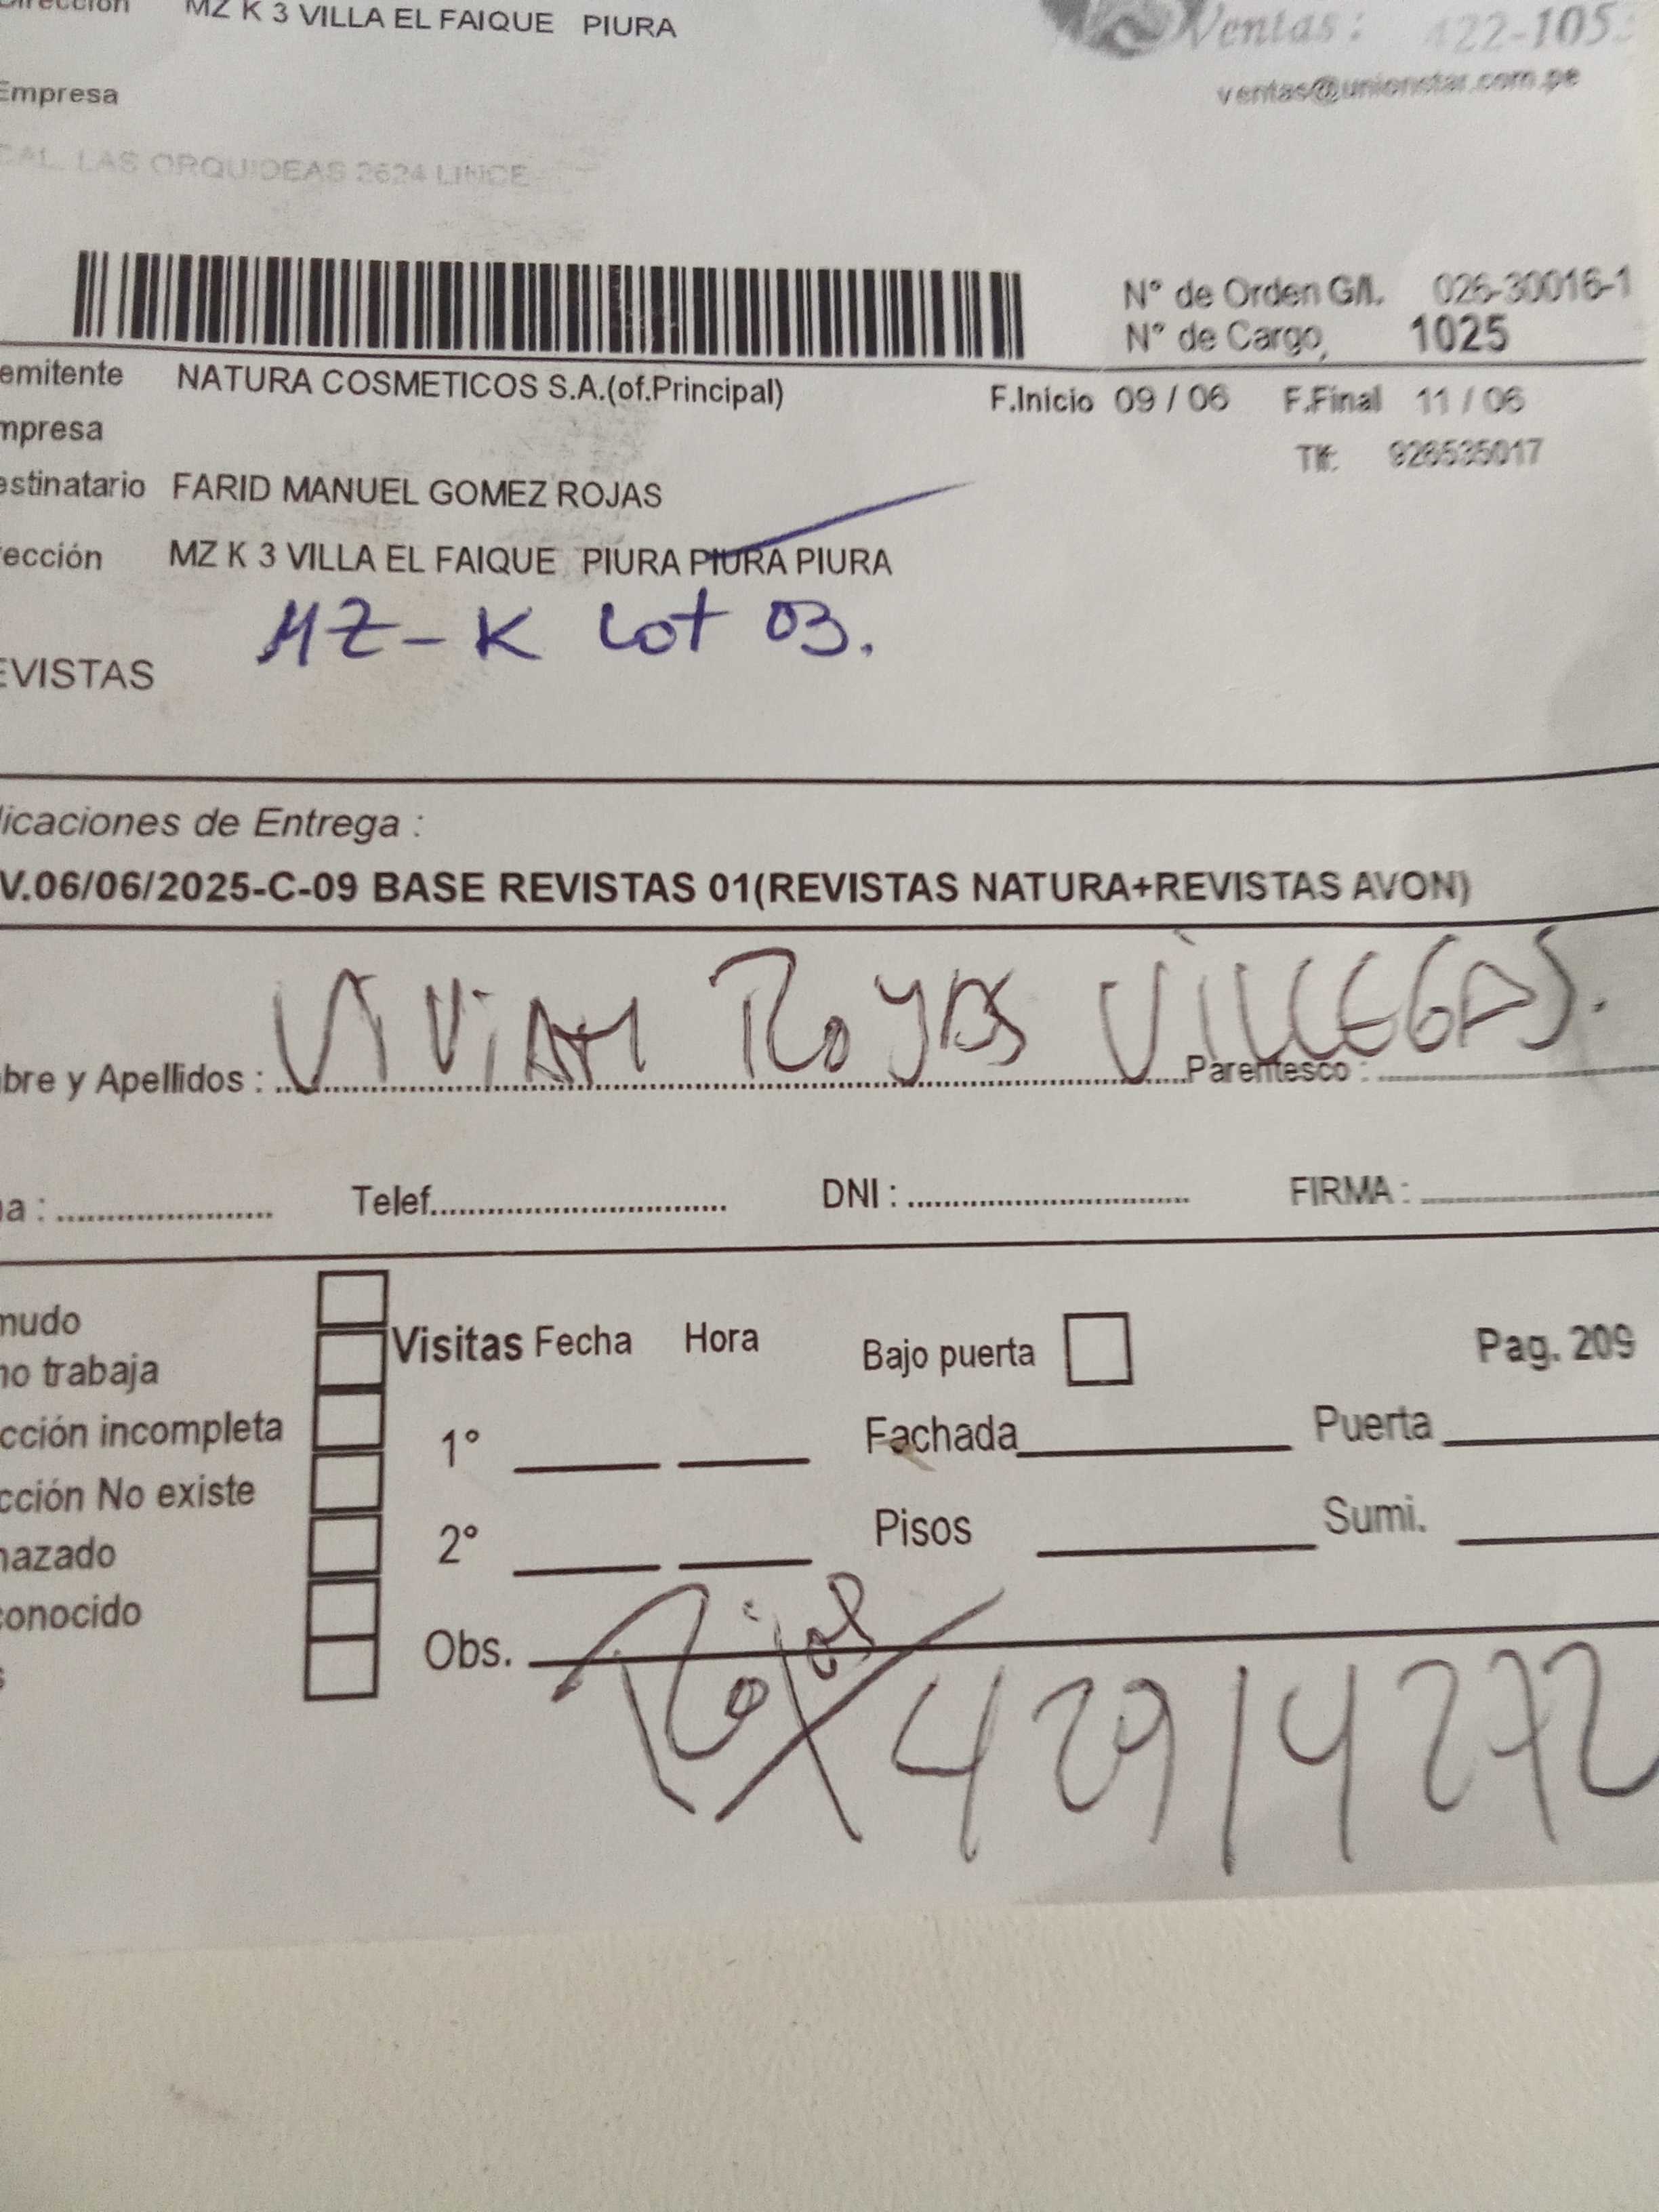 Dirección MZ K 3 VILLA EL FAIQUE PIURA
Ventas: 422-105
ventas@unionstar.com.pe
Empresa
CAL. LAS ORQUIDEAS 2624 LINCE
N° de Orden G/I. 026-30016-1
N° de Cargo, 1025
emitente NATURA COSMETICOS S.A.(of.Principal) F.Inicio 09 / 06 F.Final 11 / 06
mpresa
Tlf: 926535017
estinatario FARID MANUEL GOMEZ ROJAS
ección MZ K 3 VILLA EL FAIQUE PIURA PIURA PIURA
MZ-K Lot 03.
EVISTAS
licaciones de Entrega :
V.06/06/2025-C-09 BASE REVISTAS 01(REVISTAS NATURA+REVISTAS AVON)
ViViAM ROJAS ViLLEGAS.
bre y Apellidos : Parentesco :
a : Telef. DNI : FIRMA :
mudo
no trabaja
cción incompleta
cción No existe
hazado
conocido
s
Visitas Fecha Hora
1°
2°
Obs.
Bajo puerta Pag. 209
Fachada Puerta
Pisos Sumi.
Rojas 42914272